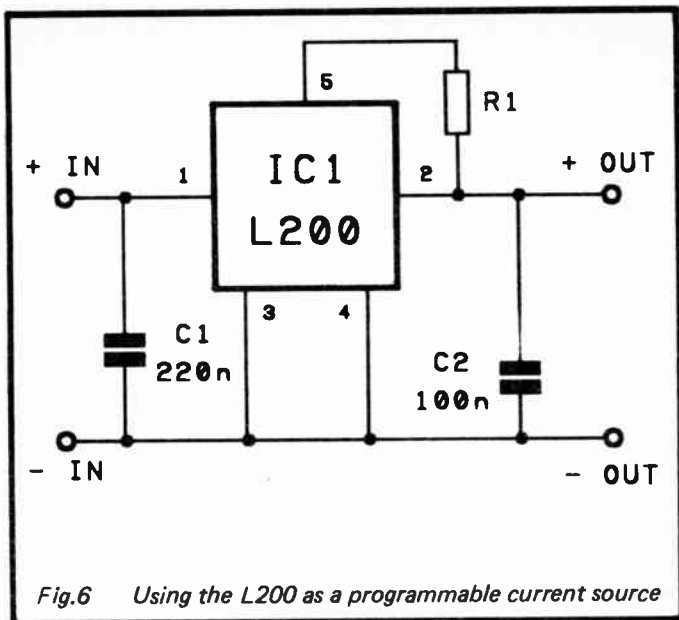 5
R1
+ IN
1
IC1
L200
2
+ OUT
3
4
C1
220n
C2
100n
- IN
- OUT
Fig.6 Using the L200 as a programmable current source